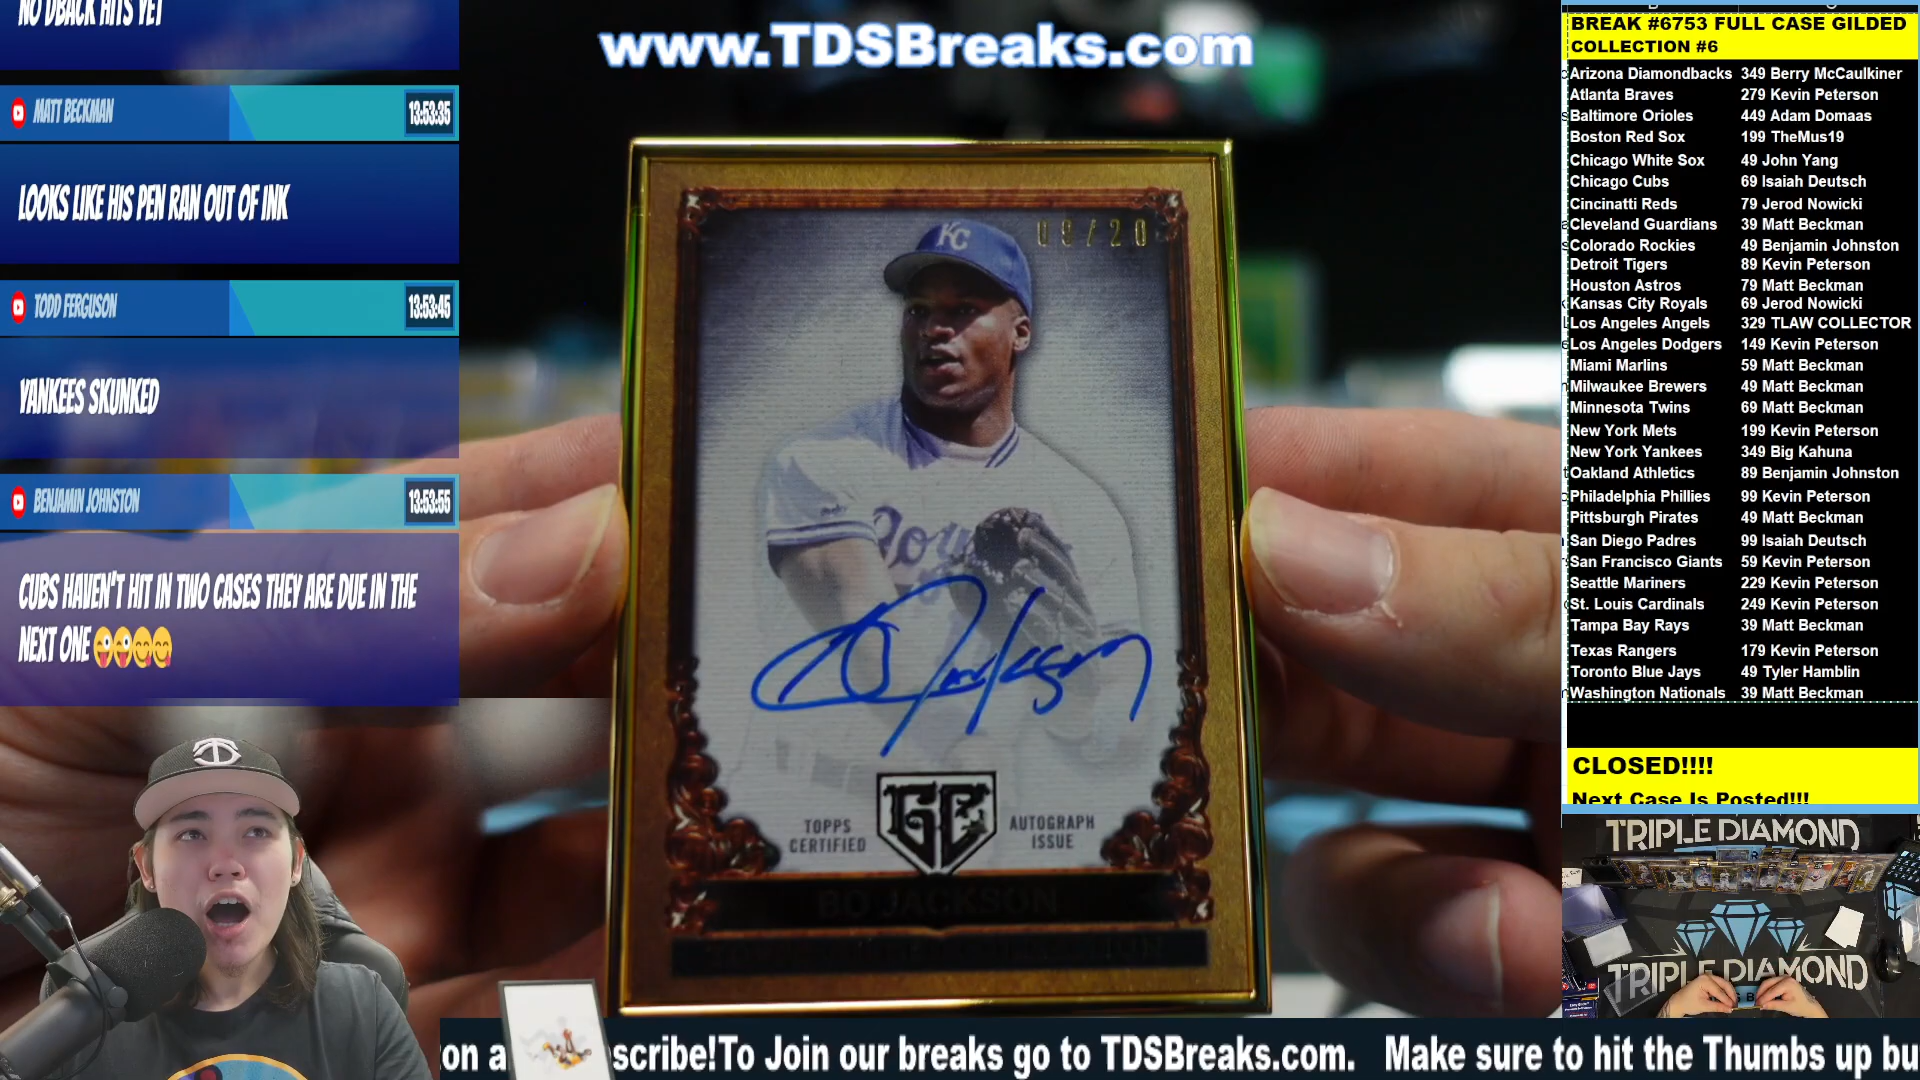 NO DBACK HITS YET
MATT BECKMAN
13:53:35
LOOKS LIKE HIS PEN RAN OUT OF INK
TODD FERGUSON
13:53:45
YANKEES SKUNKED
BENJAMIN JOHNSTON
13:53:55
CUBS HAVEN'T HIT IN TWO CASES THEY ARE DUE IN THE
NEXT ONE 😜😜😋😋
www.TDSBreaks.com
KC
09/20
Bo Jackson
TOPPS
CERTIFIED
GC
AUTOGRAPH
ISSUE
BO JACKSON
BREAK #6753 FULL CASE GILDED
COLLECTION #6
Arizona Diamondbacks 349 Berry McCaulkiner
Atlanta Braves 279 Kevin Peterson
Baltimore Orioles 449 Adam Domaas
Boston Red Sox 199 TheMus19
Chicago White Sox 49 John Yang
Chicago Cubs 69 Isaiah Deutsch
Cincinatti Reds 79 Jerod Nowicki
Cleveland Guardians 39 Matt Beckman
Colorado Rockies 49 Benjamin Johnston
Detroit Tigers 89 Kevin Peterson
Houston Astros 79 Matt Beckman
Kansas City Royals 69 Jerod Nowicki
Los Angeles Angels 329 TLAW COLLECTOR
Los Angeles Dodgers 149 Kevin Peterson
Miami Marlins 59 Matt Beckman
Milwaukee Brewers 49 Matt Beckman
Minnesota Twins 69 Matt Beckman
New York Mets 199 Kevin Peterson
New York Yankees 349 Big Kahuna
Oakland Athletics 89 Benjamin Johnston
Philadelphia Phillies 99 Kevin Peterson
Pittsburgh Pirates 49 Matt Beckman
San Diego Padres 99 Isaiah Deutsch
San Francisco Giants 59 Kevin Peterson
Seattle Mariners 229 Kevin Peterson
St. Louis Cardinals 249 Kevin Peterson
Tampa Bay Rays 39 Matt Beckman
Texas Rangers 179 Kevin Peterson
Toronto Blue Jays 49 Tyler Hamblin
Washington Nationals 39 Matt Beckman
CLOSED!!!!
Next Case Is Posted!!!
TRIPLE DIAMOND
TRIPLE DIAMOND
on a scribe!To Join our breaks go to TDSBreaks.com. Make sure to hit the Thumbs up bu